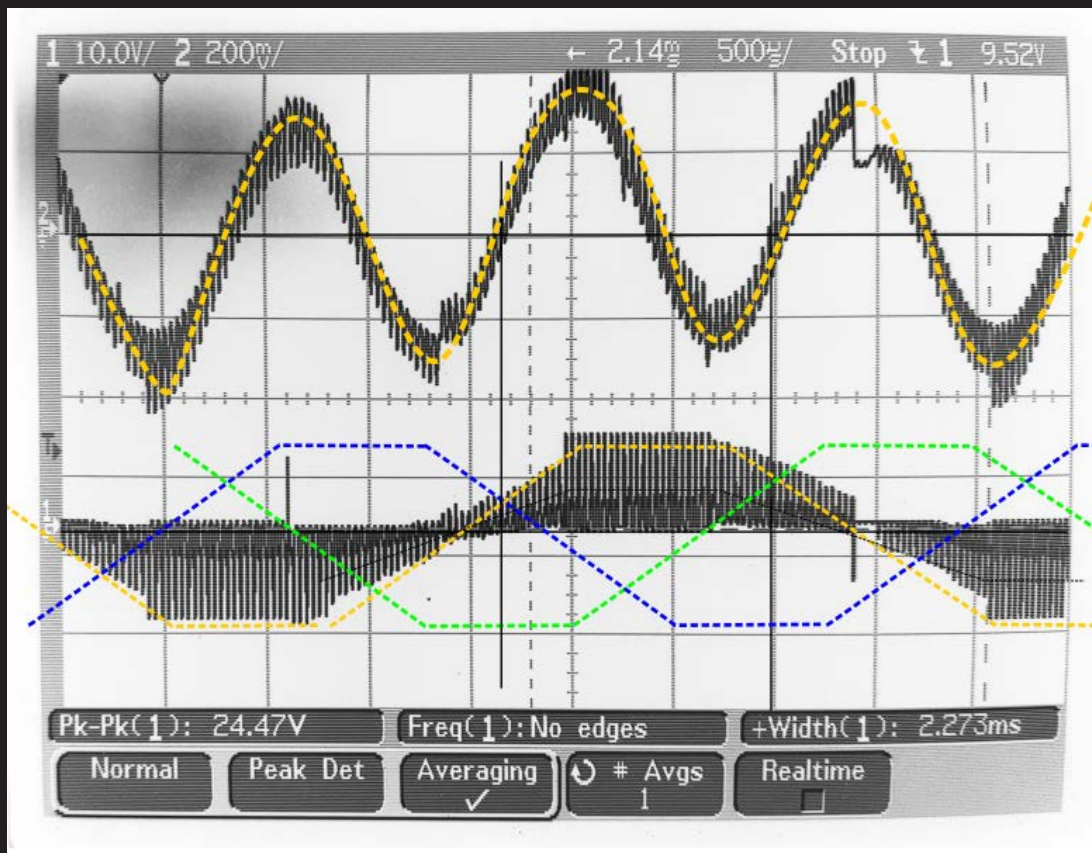 1 10.0V/ 2 200mV/ ← 2.14ms 500µs/ Stop 1 9.52V
Pk-Pk(1): 24.47V Freq(1):No edges +Width(1): 2.273ms
Normal Peak Det Averaging # Avgs Realtime
✓ 1